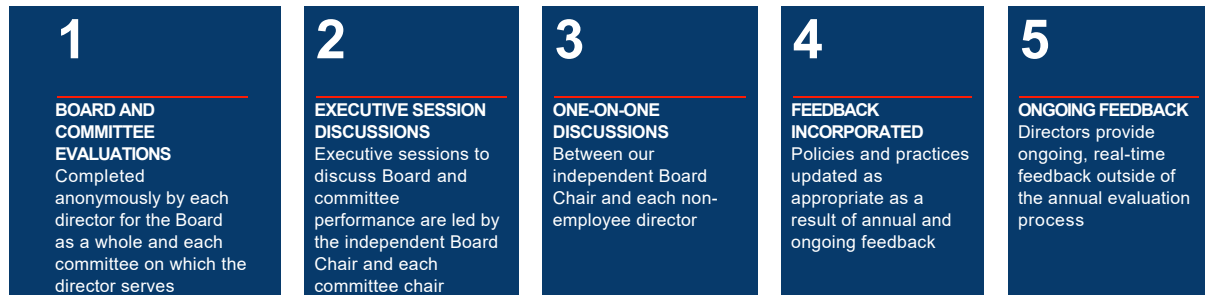 1
BOARD AND
COMMITTEE
EVALUATIONS
Completed
anonymously by each
director for the Board
as a whole and each
committee on which the
director serves
2
EXECUTIVE SESSION
DISCUSSIONS
Executive sessions to
discuss Board and
committee
performance are led by
the independent Board
Chair and each
committee chair
3
ONE-ON-ONE
DISCUSSIONS
Between our
independent Board
Chair and each non-
employee director
4
FEEDBACK
INCORPORATED
Policies and practices
updated as
appropriate as a
result of annual and
ongoing feedback
5
ONGOING FEEDBACK
Directors provide
ongoing, real-time
feedback outside of
the annual evaluation
process